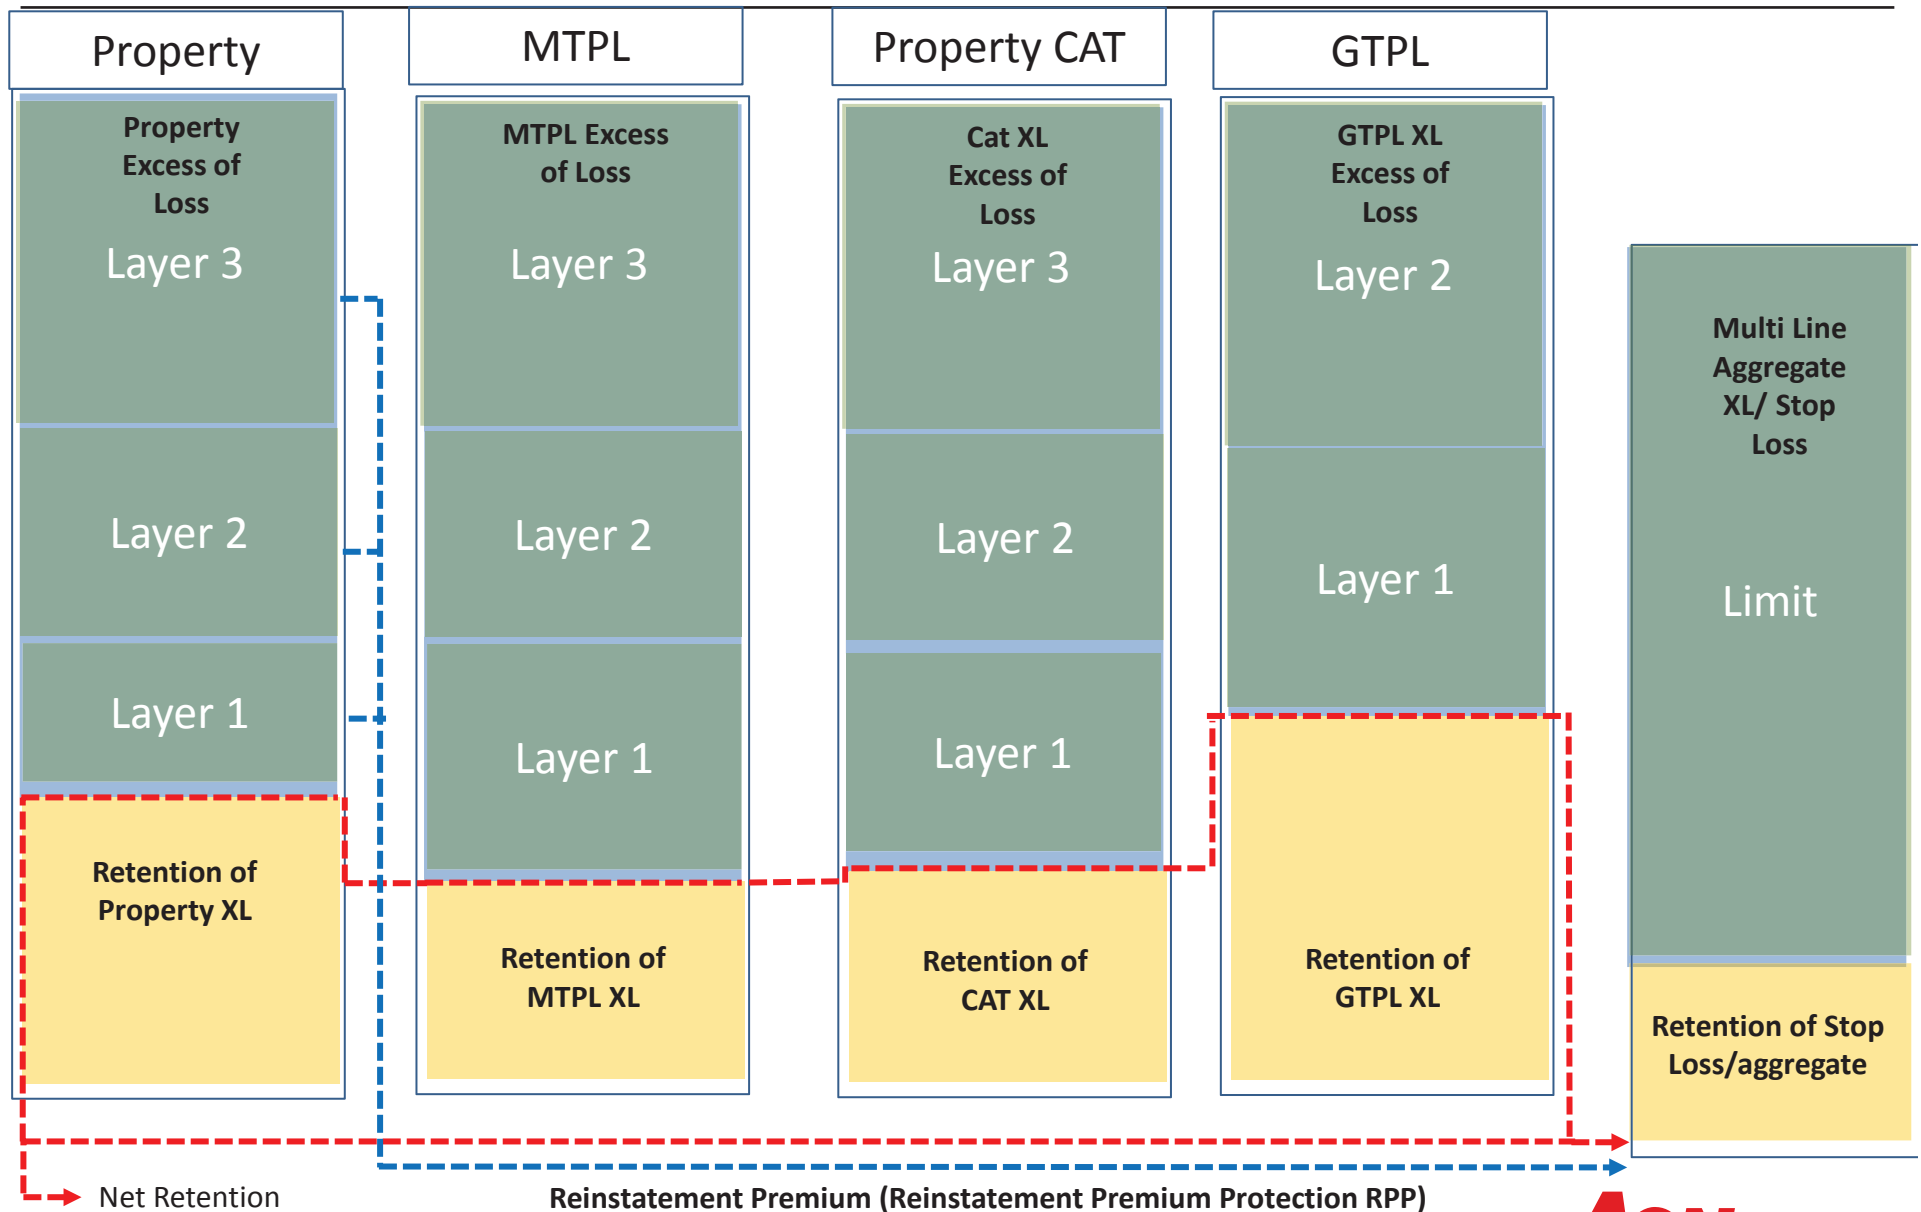 Property
MTPL
Property CAT
GTPL
Property
Excess of
Loss
Layer 3
Layer 2
Layer 1
Retention of
Property XL
MTPL Excess
of Loss
Layer 3
Layer 2
Layer 1
Retention of
MTPL XL
Cat XL
Excess of
Loss
Layer 3
Layer 2
Layer 1
Retention of
CAT XL
GTPL XL
Excess of
Loss
Layer 2
Layer 1
Retention of
GTPL XL
Multi Line
Aggregate
XL/ Stop
Loss
Limit
Retention of Stop
Loss/aggregate
Net Retention
Reinstatement Premium (Reinstatement Premium Protection RPP)